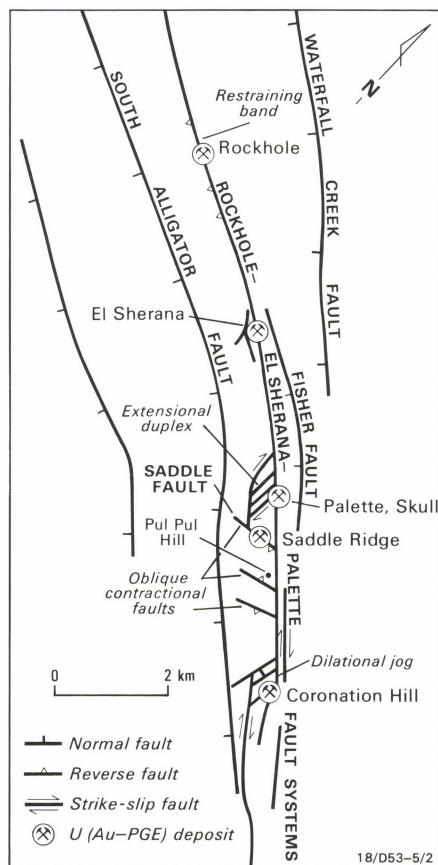 SOUTH
ALLIGATOR
FAULT
Restraining
band
Rockhole
WATERFALL
CREEK
FAULT
N
ROCKHOLE–
EL SHERANA–
PALETTE
FAULT SYSTEMS
El Sherana
FISHER FAULT
Extensional
duplex
SADDLE
FAULT
Palette, Skull
Pul Pul
Hill
Saddle Ridge
Oblique
contractional
faults
Dilational jog
Coronation Hill
0 2 km
Normal fault
Reverse fault
Strike-slip fault
U (Au–PGE) deposit
18/D53–5/2